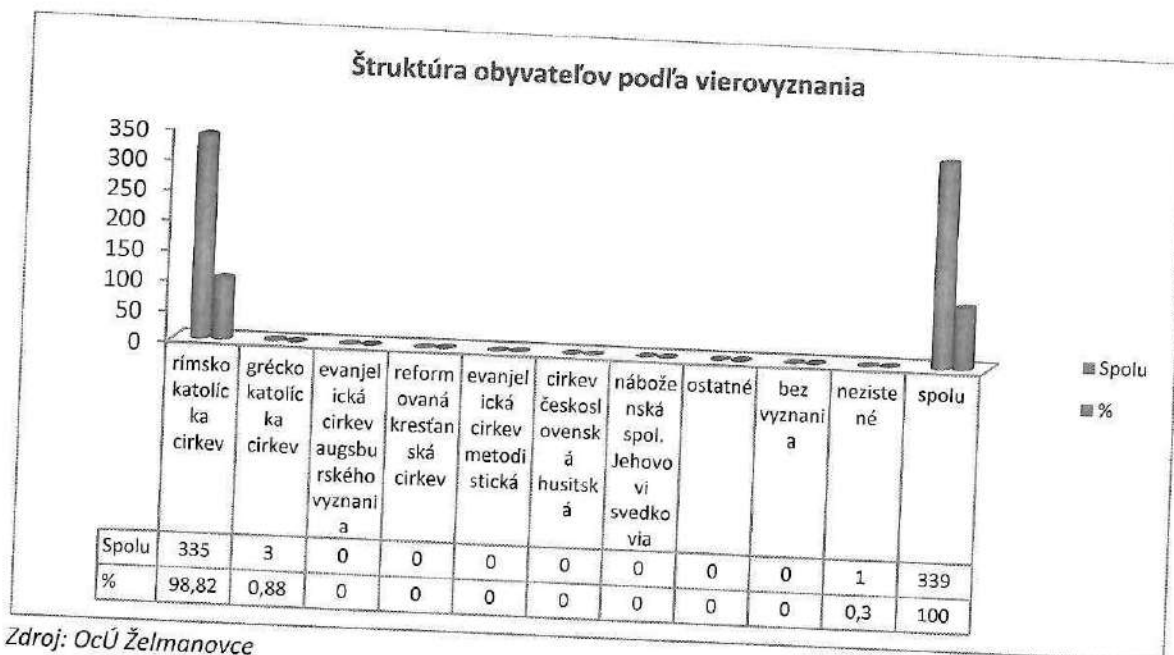 Štruktúra obyvateľov podľa vierovyznania
350
300
250
200
150
100
50
0
rímsko
katolíc
ka
cirkev
grécko
katolíc
ka
cirkev
evanjel
ická
cirkev
augsbu
rského
vyznani
a
reform
ovaná
kresťan
ská
cirkev
evanjel
ická
cirkev
metodi
stická
cirkev
českosl
ovensk
á
husitsk
á
nábože
nská
spol.
Jehovo
vi
svedko
via
ostatné
bez
vyznani
a
neziste
né
spolu
Spolu 335 3 0 0 0 0 0 0 0 1 339
% 98,82 0,88 0 0 0 0 0 0 0 0,3 100
Spolu
%
Zdroj: OcÚ Želmanovce